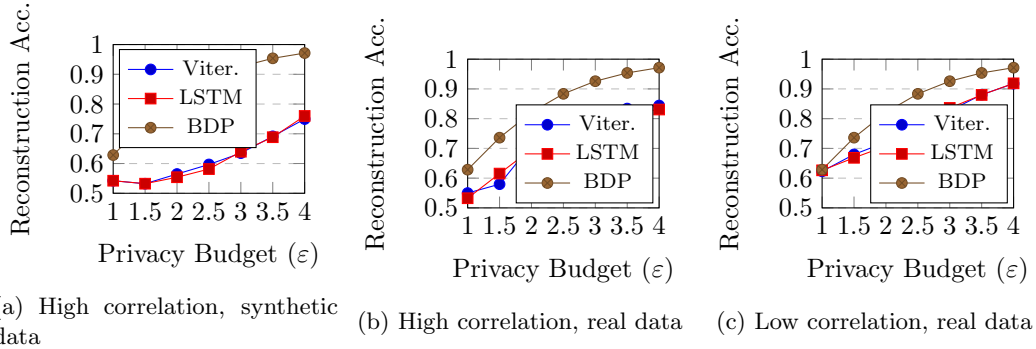 Reconstruction Acc.
1
0.9
0.8
0.7
0.6
0.5
1 1.5 2 2.5 3 3.5 4
Privacy Budget (ε)
Viter.
LSTM
BDP
a) High correlation, synthetic
data
Reconstruction Acc.
1
0.9
0.8
0.7
0.6
0.5
1 1.5 2 2.5 3 3.5 4
Privacy Budget (ε)
Viter.
LSTM
BDP
(b) High correlation, real data
Reconstruction Acc.
1
0.9
0.8
0.7
0.6
0.5
1 1.5 2 2.5 3 3.5 4
Privacy Budget (ε)
Viter.
LSTM
BDP
(c) Low correlation, real data